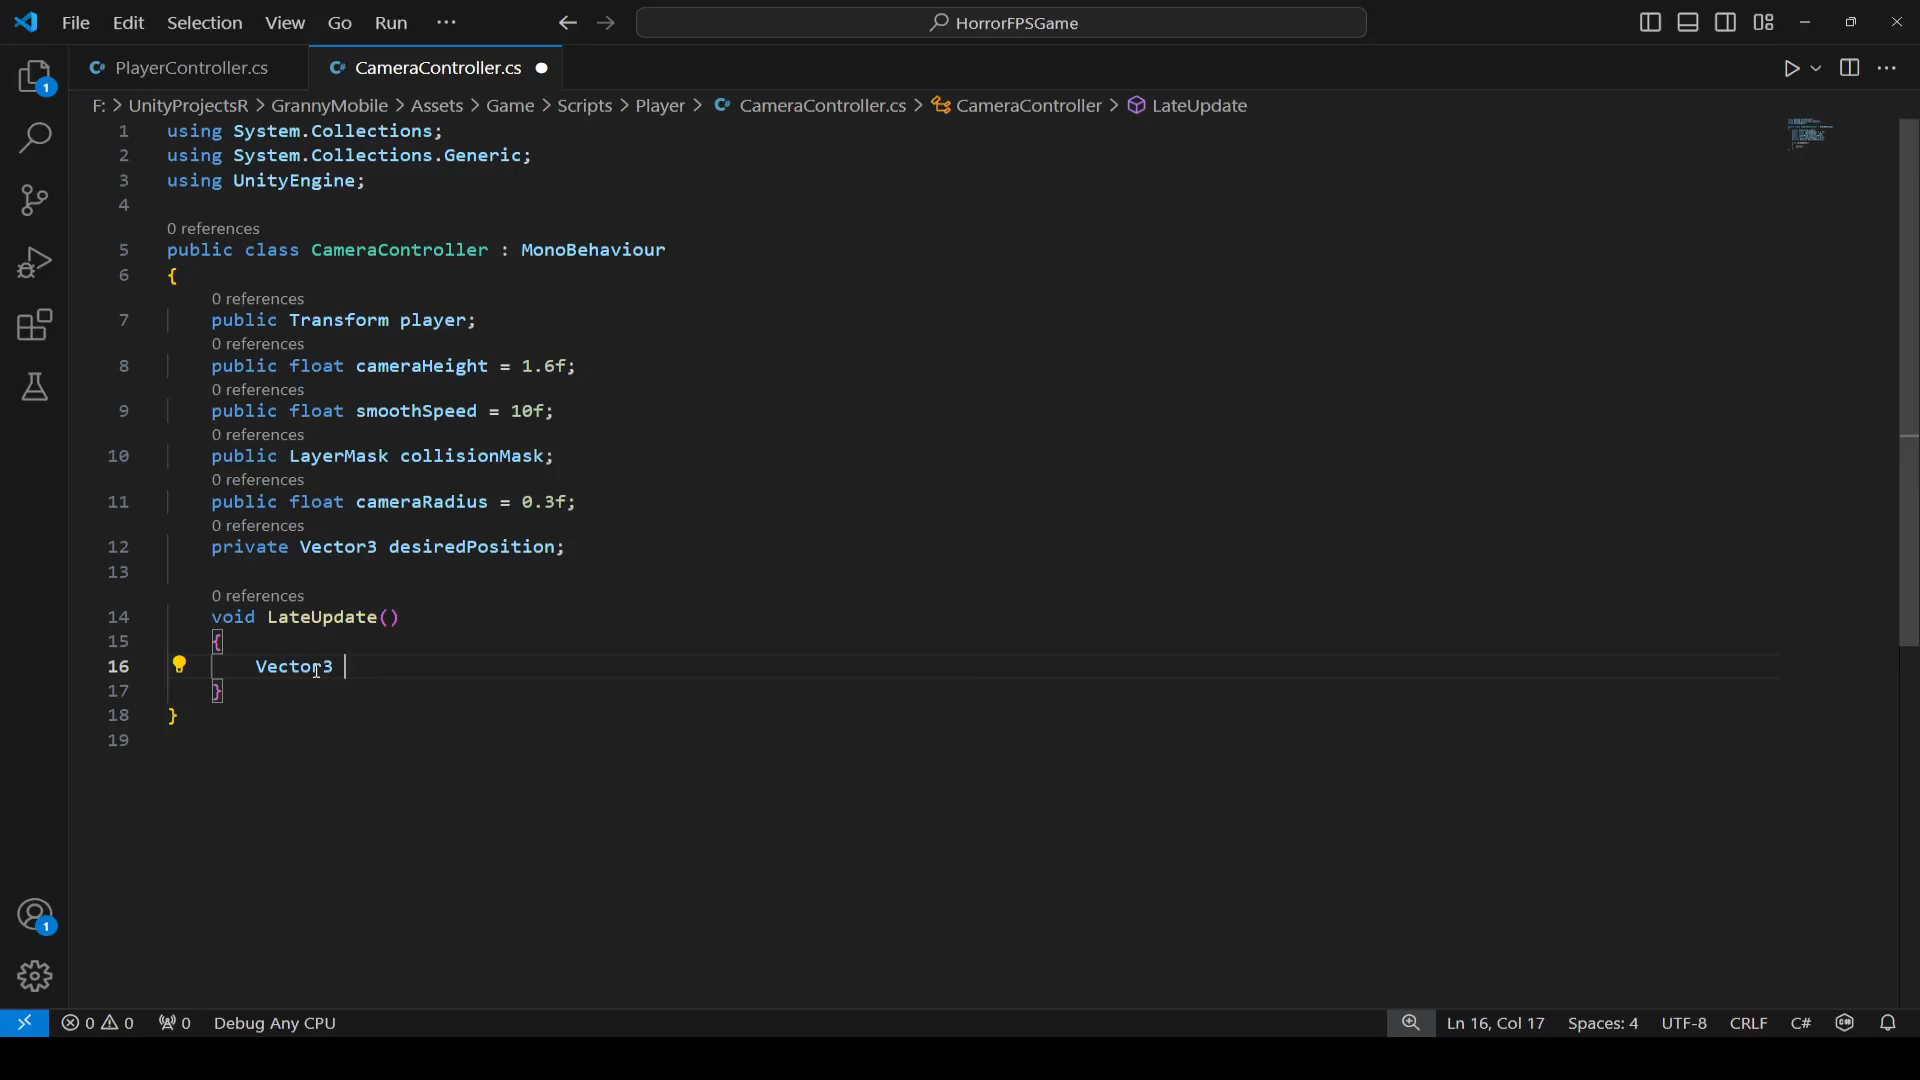 File Edit Selection View Go Run ··· HorrorFPSGame
PlayerController.cs CameraController.cs
F: > UnityProjectsR > GrannyMobile > Assets > Game > Scripts > Player > CameraController.cs > CameraController > LateUpdate
1 using System.Collections;
2 using System.Collections.Generic;
3 using UnityEngine;
4
0 references
5 public class CameraController : MonoBehaviour
6 {
0 references
7 public Transform player;
0 references
8 public float cameraHeight = 1.6f;
0 references
9 public float smoothSpeed = 10f;
0 references
10 public LayerMask collisionMask;
0 references
11 public float cameraRadius = 0.3f;
0 references
12 private Vector3 desiredPosition;
13
0 references
14 void LateUpdate()
15 {
16 Vector3
17 }
18 }
19
1
1
0 0 0 Debug Any CPU Ln 16, Col 17 Spaces: 4 UTF-8 CRLF C#